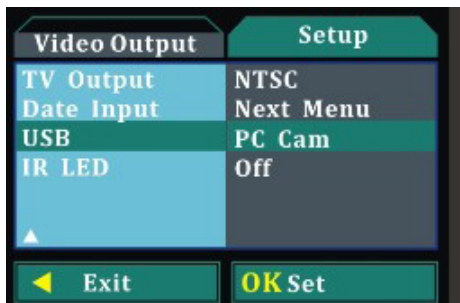 Video Output Setup
TV Output NTSC
Date Input Next Menu
USB PC Cam
IR LED Off
Exit OK Set